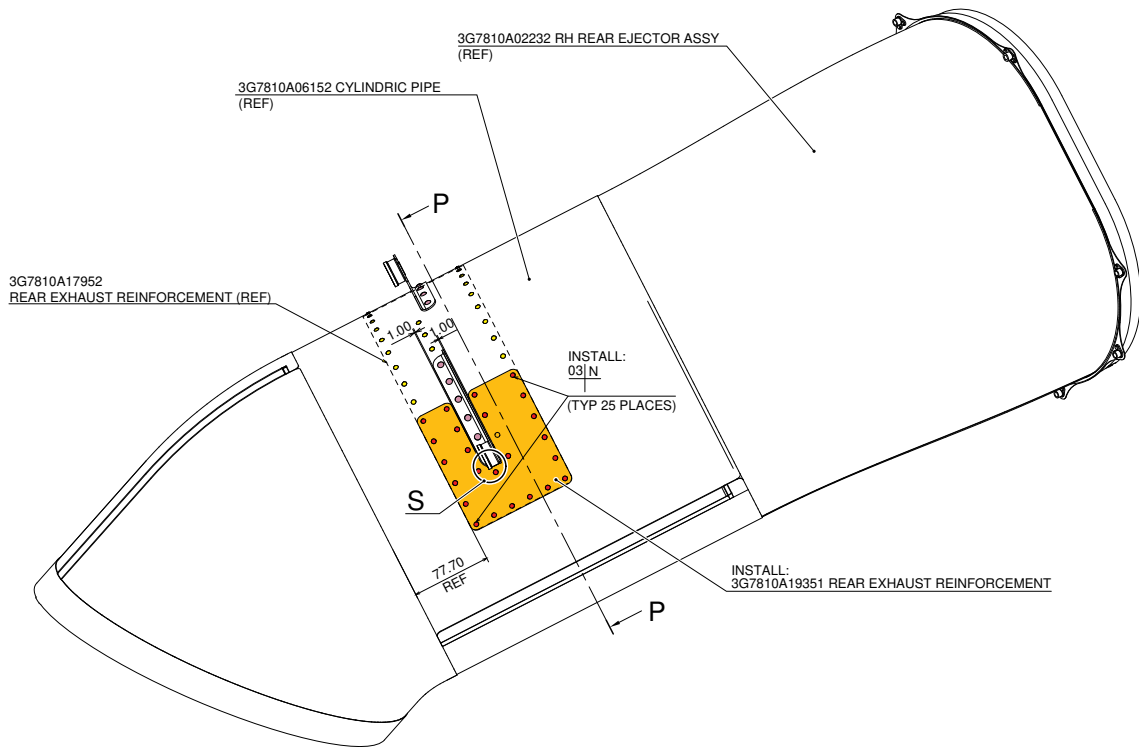 3G7810A02232 RH REAR EJECTOR ASSY
(REF)
3G7810A06152 CYLINDRIC PIPE
(REF)
P
3G7810A17952
REAR EXHAUST REINFORCEMENT (REF)
1.00
1.00
INSTALL:
03 N
(TYP 25 PLACES)
S
77.70
REF
INSTALL:
3G7810A19351 REAR EXHAUST REINFORCEMENT
P